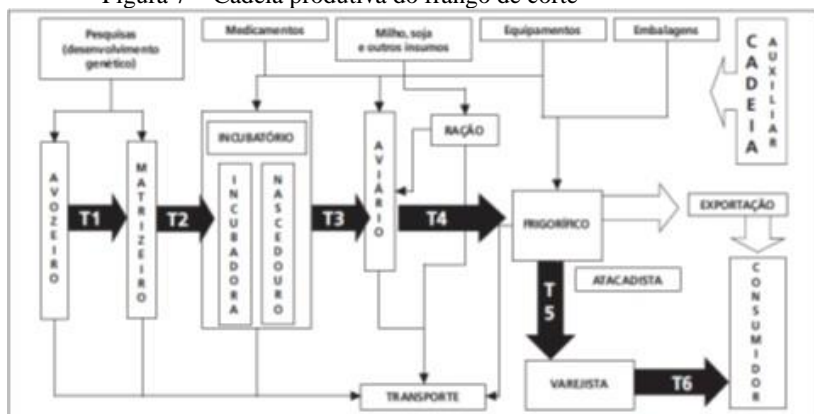 Figura 7 – Cadeia produtiva do frango de corte
Pesquisas
(desenvolvimento
genético)
Medicamentos
Milho, soja
e outros insumos
Equipamentos
Embalagens
CADEIA
AUXILIAR
INCUBATÓRIO
RAÇÃO
AVOZEIRO
T1
MATRIZEIRO
T2
INCUBADORA
NASCEDOURO
T3
AVIÁRIO
T4
FRIGORÍFICO
EXPORTAÇÃO
ATACADISTA
T5
CONSUMIDOR
TRANSPORTE
VAREJISTA
T6